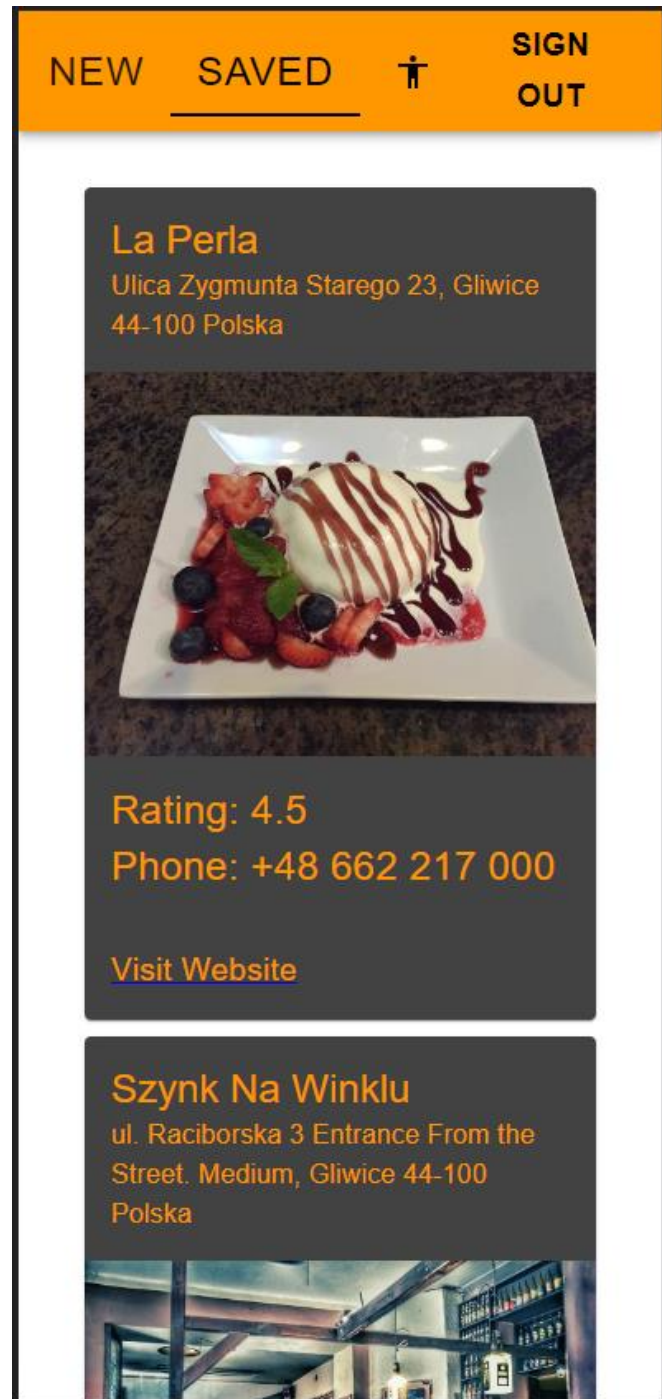 NEW SAVED SIGN
OUT
La Perla
Ulica Zygmunta Starego 23, Gliwice
44-100 Polska
Rating: 4.5
Phone: +48 662 217 000
Visit Website
Szynk Na Winklu
ul. Raciborska 3 Entrance From the
Street. Medium, Gliwice 44-100
Polska